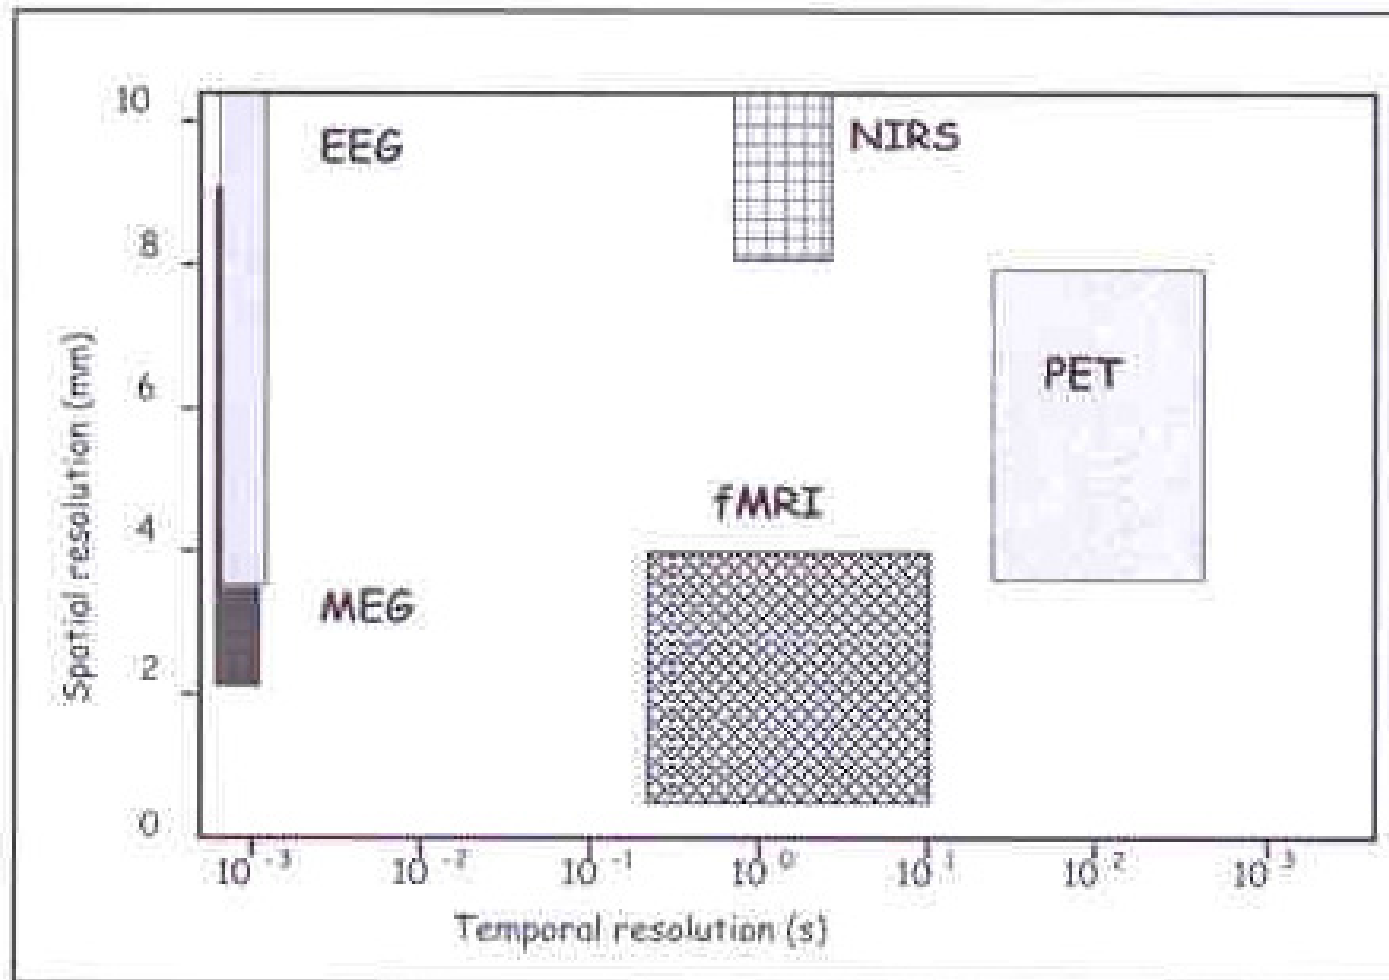 10
EEG
NIRS
8
PET
6
fMRI
4
MEG
2
0
Spatial resolution (mm)
10⁻³ 10⁻² 10⁻¹ 10⁰ 10¹ 10² 10³
Temporal resolution (s)